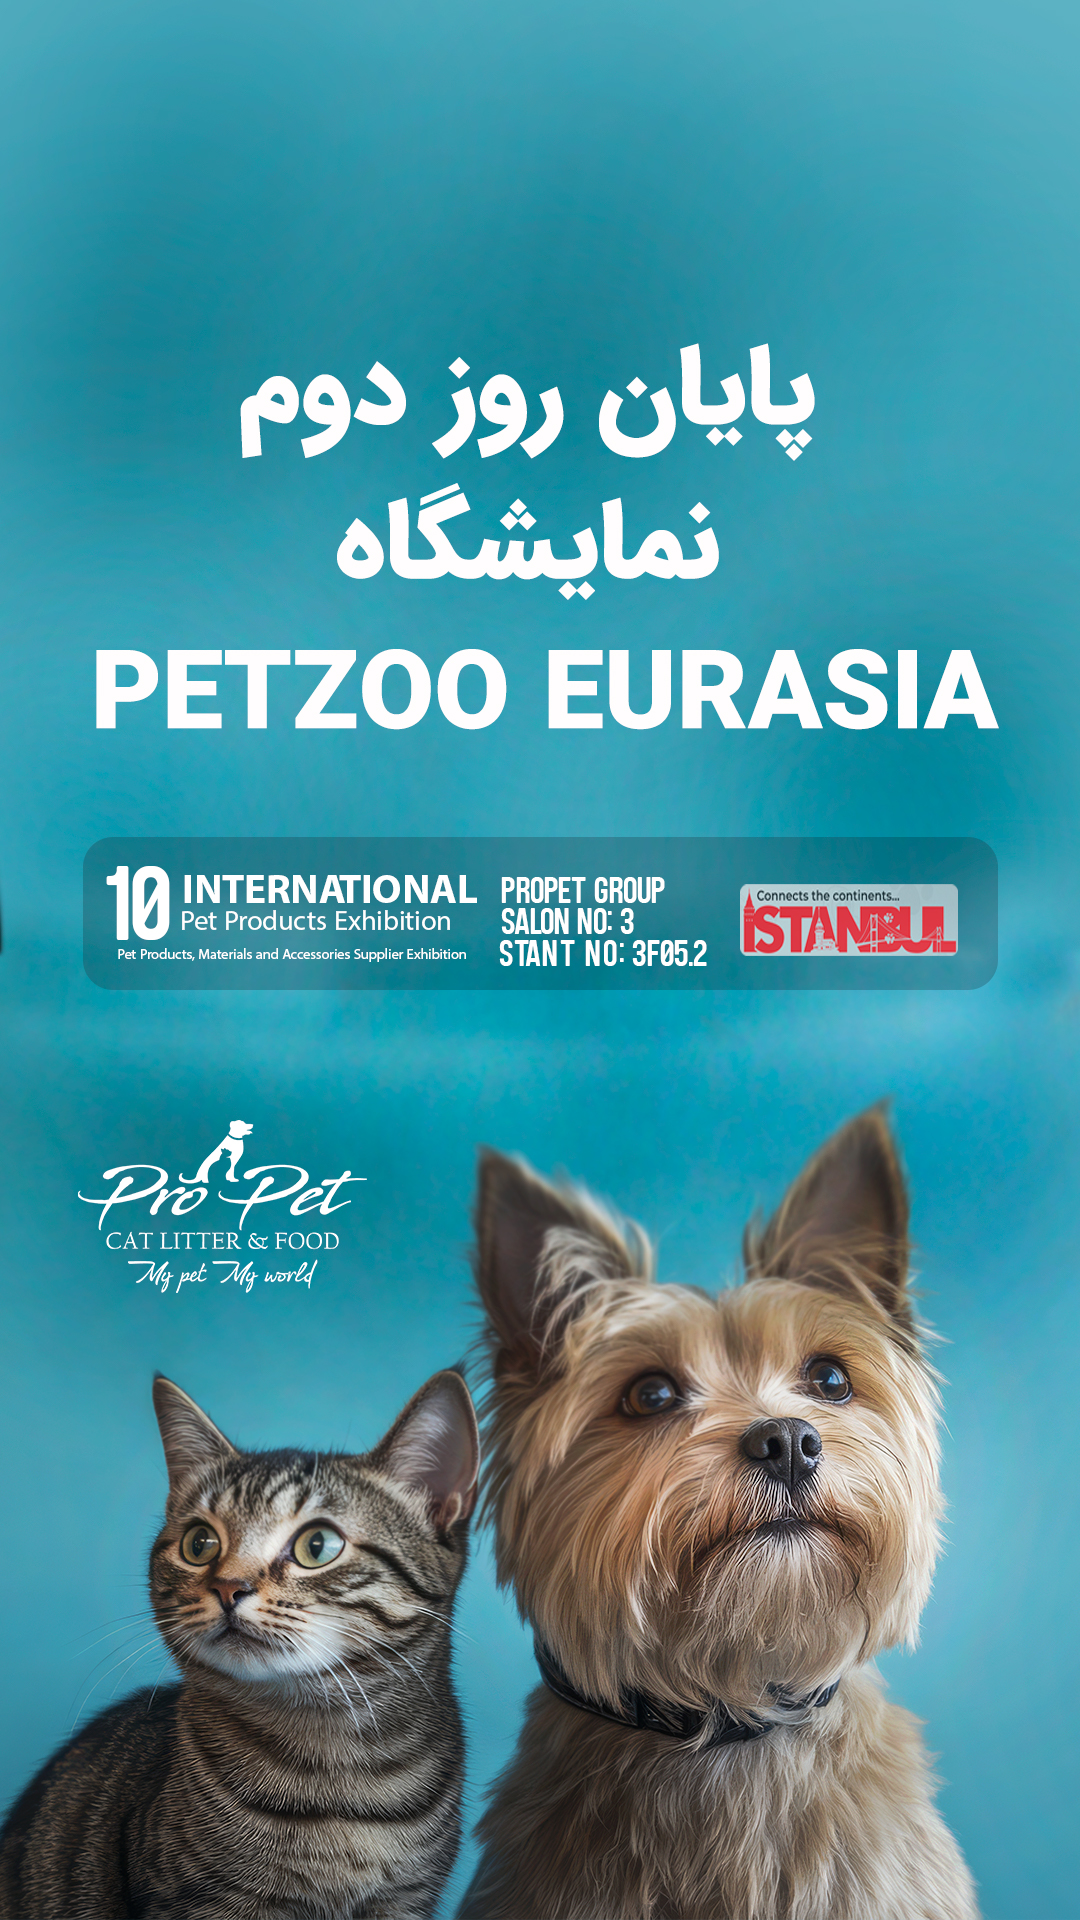 پایان روز دوم
نمایشگاه
PETZOO EURASIA
10 INTERNATIONAL
Pet Products Exhibition
Pet Products, Materials and Accessories Supplier Exhibition
PROPET GROUP
SALON NO: 3
STANT NO: 3F05.2
Connects the continents...
iSTANBUL
Pro Pet
CAT LITTER & FOOD
My pet My world